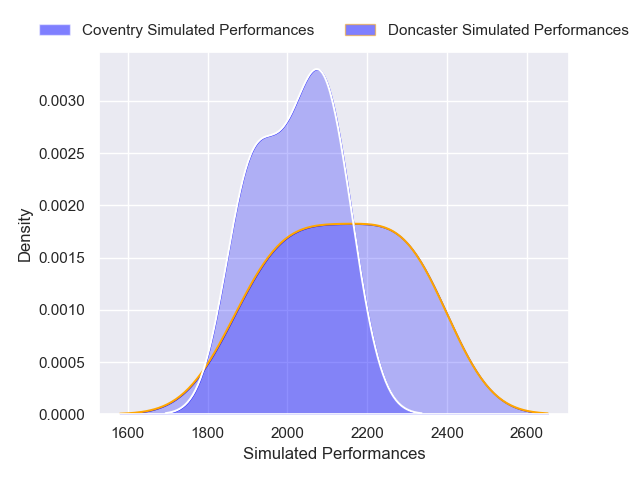 Coventry Simulated Performances
Doncaster Simulated Performances
Density
0.0030
0.0025
0.0020
0.0015
0.0010
0.0005
0.0000
1600 1800 2000 2200 2400 2600
Simulated Performances